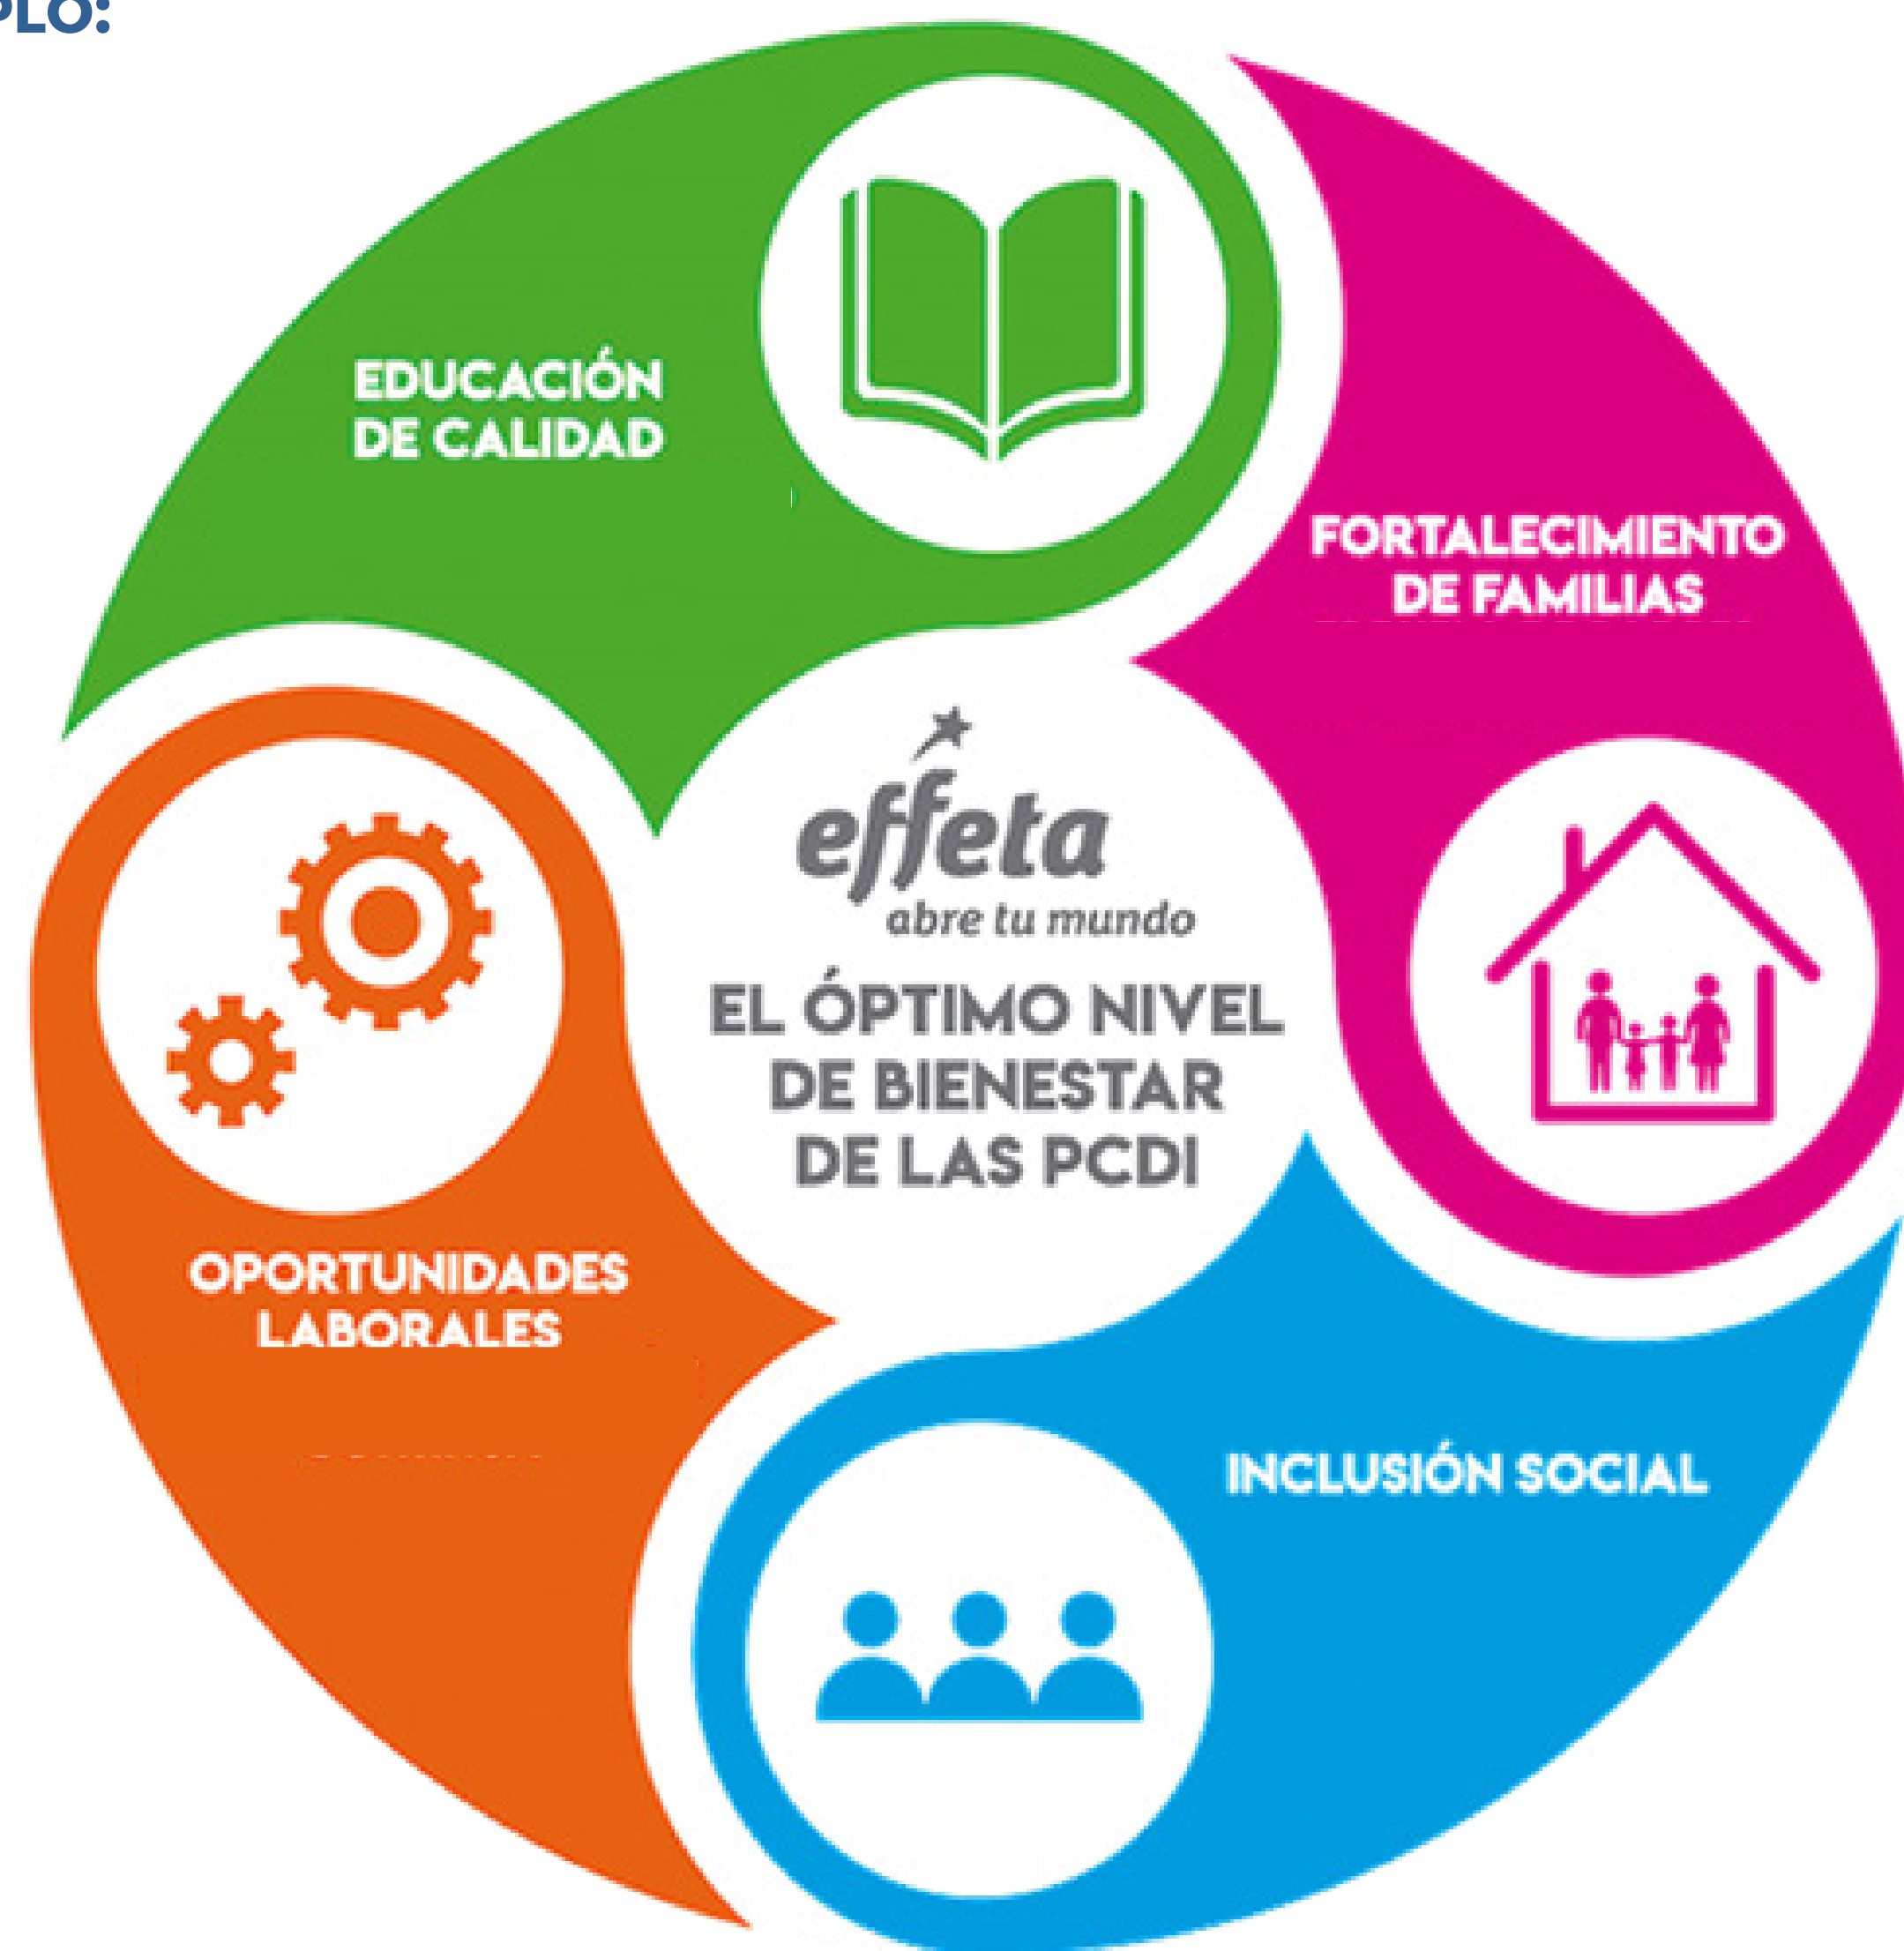 EDUCACIÓN
DE CALIDAD
FORTALECIMIENTO
DE FAMILIAS
effeta
abre tu mundo
EL ÓPTIMO NIVEL
DE BIENESTAR
DE LAS PCDI
OPORTUNIDADES
LABORALES
INCLUSIÓN SOCIAL